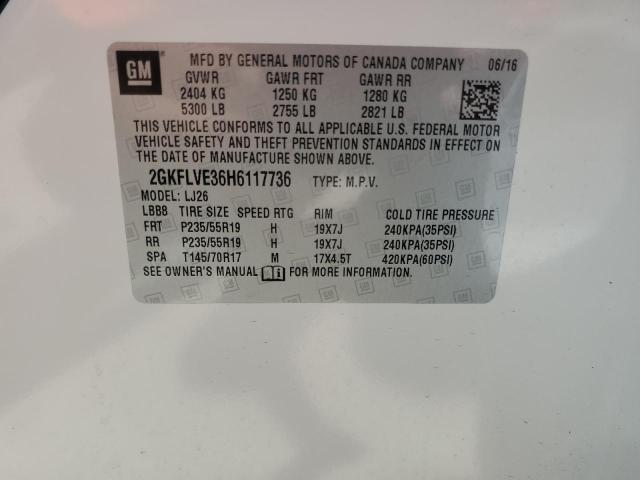 GM
MFD BY GENERAL MOTORS OF CANADA COMPANY 06/16
GVWR GAWR FRT GAWR RR
2404 KG 1250 KG 1280 KG
5300 LB 2755 LB 2821 LB
THIS VEHICLE CONFORMS TO ALL APPLICABLE U.S. FEDERAL MOTOR
VEHICLE SAFETY AND THEFT PREVENTION STANDARDS IN EFFECT ON
THE DATE OF MANUFACTURE SHOWN ABOVE.
2GKFLVE36H6117736 TYPE: M.P.V.
MODEL: LJ26
LBB8 TIRE SIZE SPEED RTG RIM COLD TIRE PRESSURE
FRT P235/55R19 H 19X7J 240KPA(35PSI)
RR P235/55R19 H 19X7J 240KPA(35PSI)
SPA T145/70R17 M 17X4.5T 420KPA(60PSI)
SEE OWNER'S MANUAL FOR MORE INFORMATION.